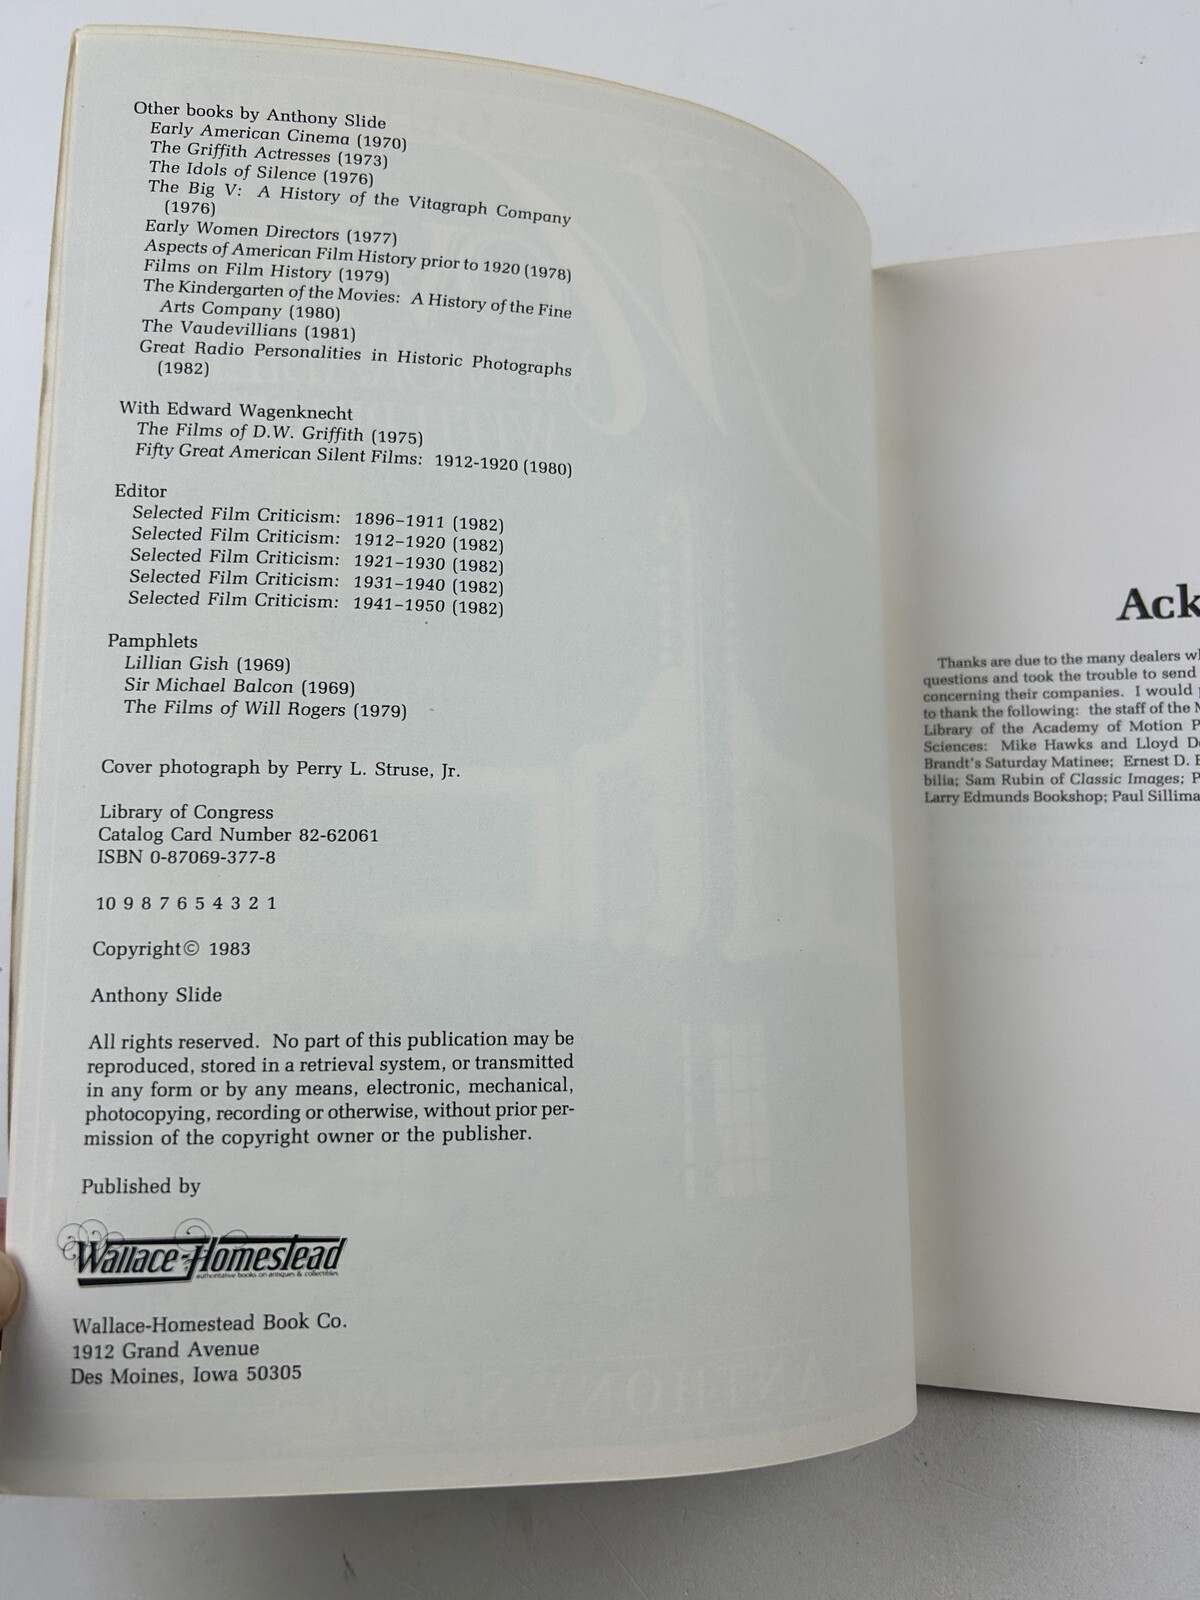 Other books by Anthony Slide
Early American Cinema (1970)
The Griffith Actresses (1973)
The Idols of Silence (1976)
The Big V: A History of the Vitagraph Company
(1976)
Early Women Directors (1977)
Aspects of American Film History prior to 1920 (1978)
Films on Film History (1979)
The Kindergarten of the Movies: A History of the Fine
Arts Company (1980)
The Vaudevillians (1981)
Great Radio Personalities in Historic Photographs
(1982)
With Edward Wagenknecht
The Films of D.W. Griffith (1975)
Fifty Great American Silent Films: 1912-1920 (1980)
Editor
Selected Film Criticism: 1896–1911 (1982)
Selected Film Criticism: 1912–1920 (1982)
Selected Film Criticism: 1921–1930 (1982)
Selected Film Criticism: 1931–1940 (1982)
Selected Film Criticism: 1941–1950 (1982)
Pamphlets
Lillian Gish (1969)
Sir Michael Balcon (1969)
The Films of Will Rogers (1979)
Cover photograph by Perry L. Struse, Jr.
Library of Congress
Catalog Card Number 82-62061
ISBN 0-87069-377-8
10 9 8 7 6 5 4 3 2 1
Copyright© 1983
Anthony Slide
All rights reserved. No part of this publication may be
reproduced, stored in a retrieval system, or transmitted
in any form or by any means, electronic, mechanical,
photocopying, recording or otherwise, without prior per-
mission of the copyright owner or the publisher.
Published by
Wallace-Homestead
authoritative books on antiques & collectibles
Wallace-Homestead Book Co.
1912 Grand Avenue
Des Moines, Iowa 50305
Ack
Thanks are due to the many dealers
questions and took the trouble to send
concerning their companies. I would
to thank the following: the staff of the
Library of the Academy of Motion P
Sciences: Mike Hawks and Lloyd
Brandt's Saturday Matinee; Ernest D.
bilia; Sam Rubin of Classic Images; P
Larry Edmunds Bookshop; Paul Sillima